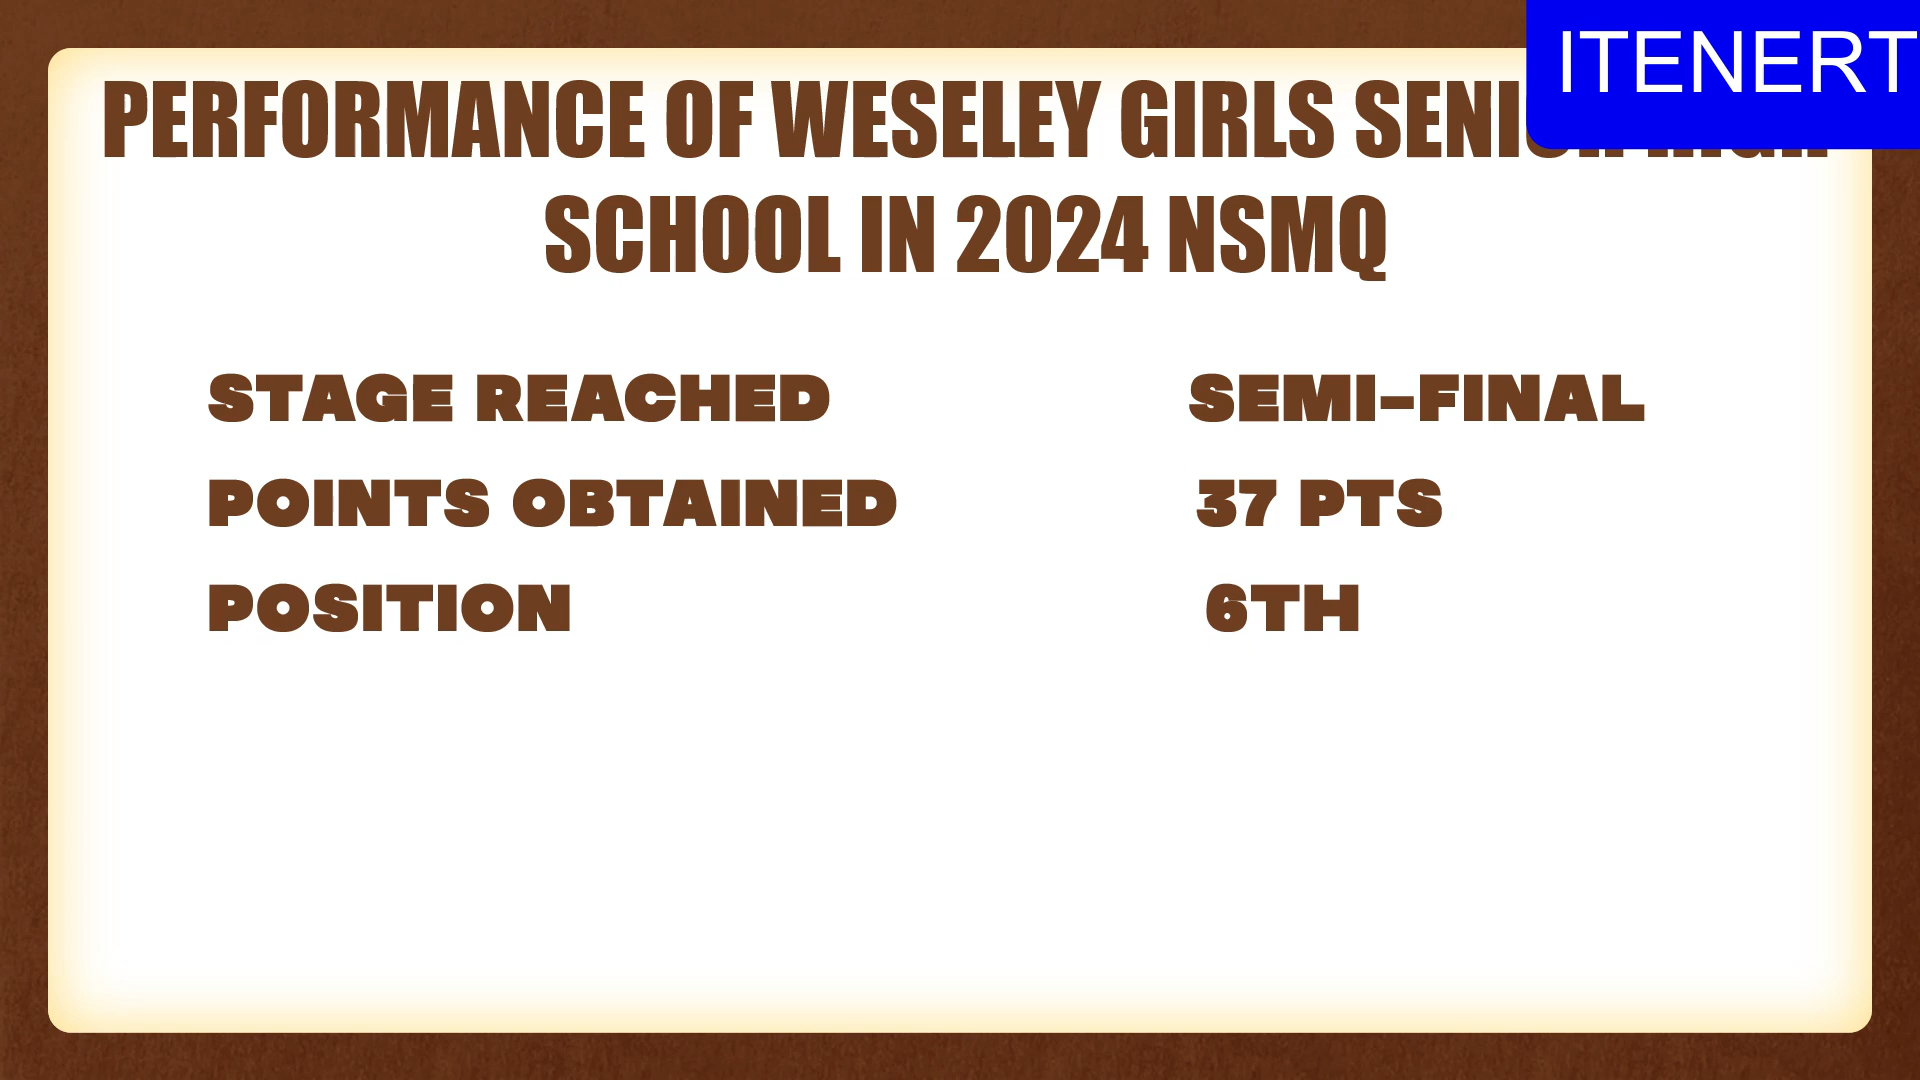 ITENERT
PERFORMANCE OF WESELEY GIRLS
SCHOOL IN 2024 NSMQ
STAGE REACHED SEMI-FINAL
POINTS OBTAINED 37 PTS
POSITION 6TH